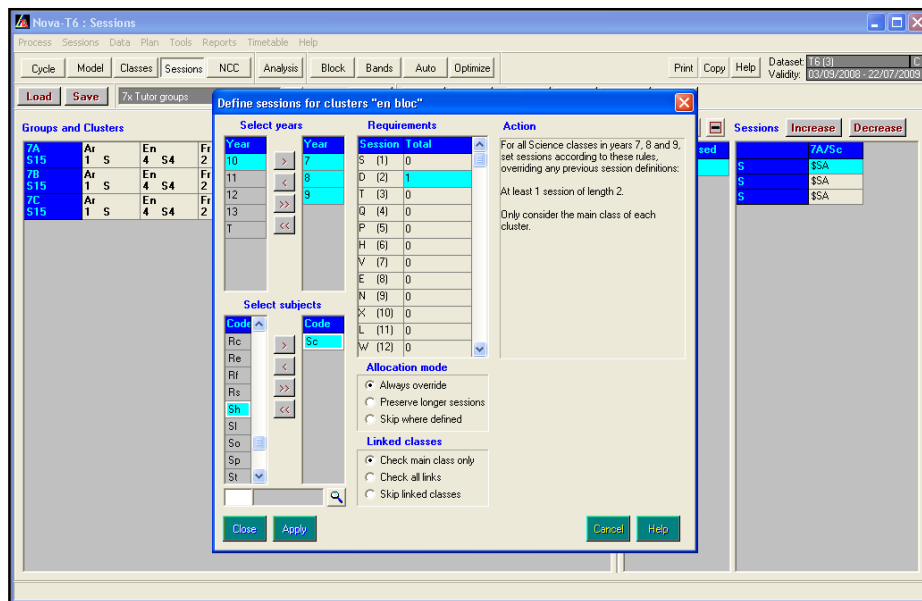 Nova-T6 : Sessions
Process Sessions Data Plan Tools Reports Timetable Help
Cycle Model Classes Sessions NCC Analysis Block Bands Auto Optimize Print Copy Help Dataset: T6 (3) C
Validity: 03/09/2008 - 22/07/2009
Load Save 7x Tutor groups
Define sessions for clusters "en bloc"
Groups and Clusters
7A Ar En Fr
S15 1 S 4 S4 2
7B Ar En Fr
S15 1 S 4 S4 2
7C Ar En Fr
S15 1 S 4 S4 2
Select years
Year Year
10 7
11 8
12 9
13
T
> 
<
>>
<<
Select subjects
Code Code
Rc Sc
Re
Rf
Rs
Sh
Sl
So
Sp
St
>
<
>>
<<
Requirements
Session Total
S (1) 0
D (2) 1
T (3) 0
Q (4) 0
P (5) 0
H (6) 0
V (7) 0
E (8) 0
N (9) 0
X (10) 0
L (11) 0
W (12) 0
Allocation mode
Always override
Preserve longer sessions
Skip where defined
Linked classes
Check main class only
Check all links
Skip linked classes
Action
For all Science classes in years 7, 8 and 9,
set sessions according to these rules,
overriding any previous session definitions:
At least 1 session of length 2.
Only consider the main class of each
cluster.
Close Apply Cancel Help
Sessions Increase Decrease
sed
7A/Sc
S $SA
S $SA
S $SA